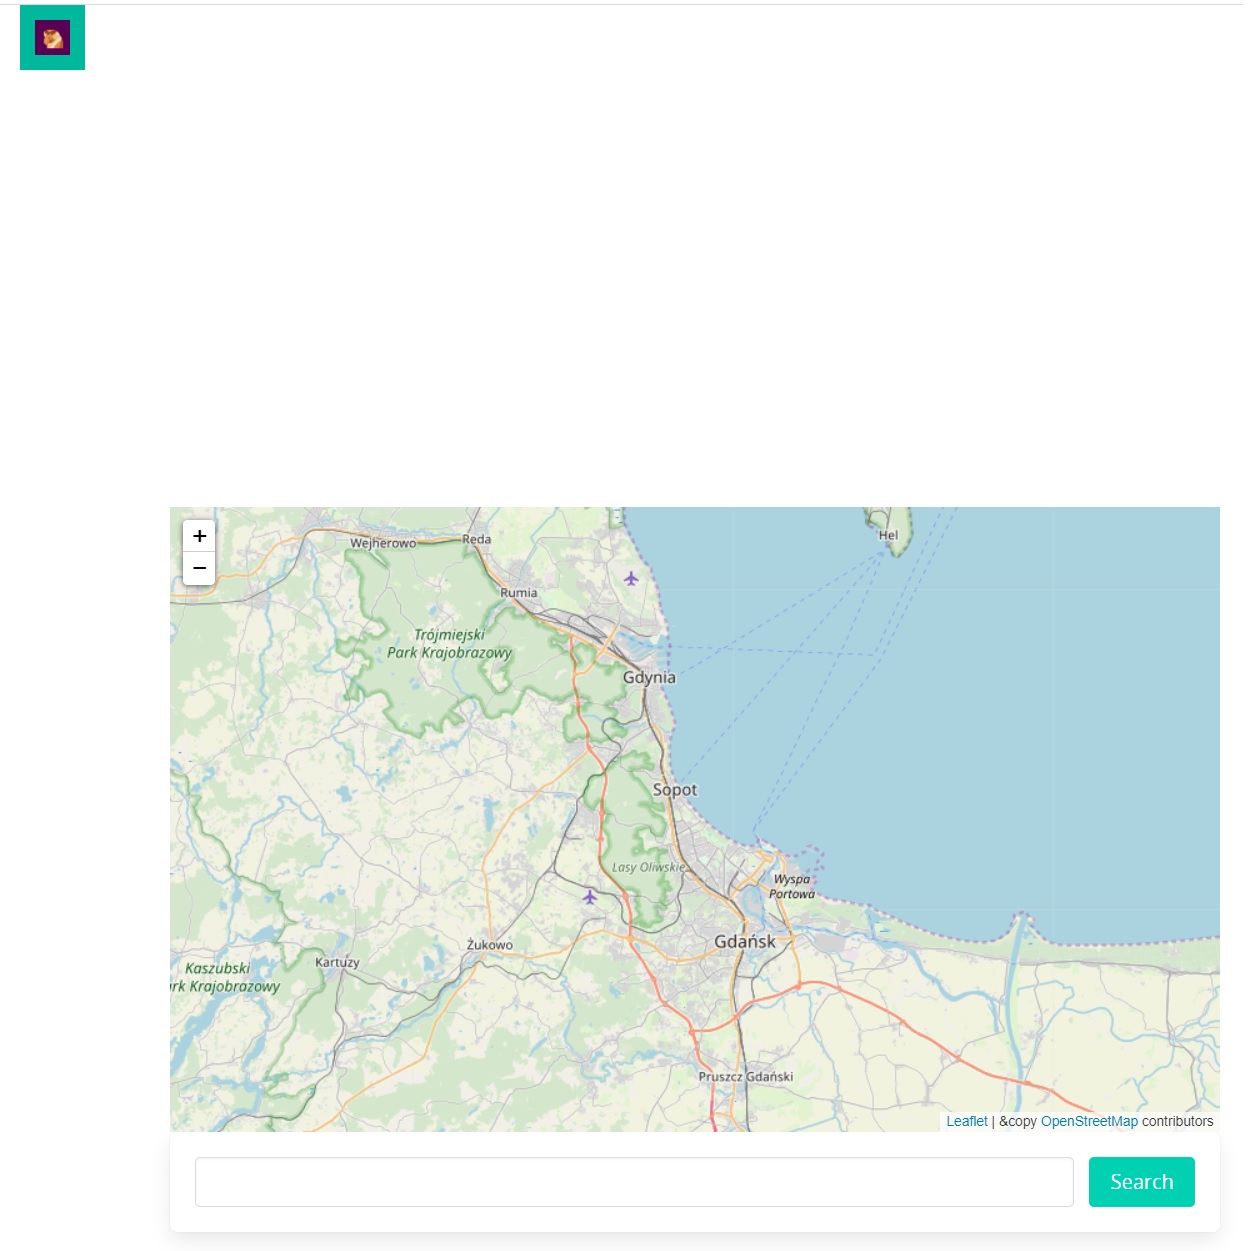 +
−
Hel
Wejherowo
Reda
Rumia
Trójmiejski
Park Krajobrazowy
Gdynia
Sopot
Lasy Oliwskie
Wyspa
Portowa
Gdańsk
Żukowo
Kartuzy
Kaszubski
rk Krajobrazowy
Pruszcz Gdański
Leaflet | &copy OpenStreetMap contributors
Search